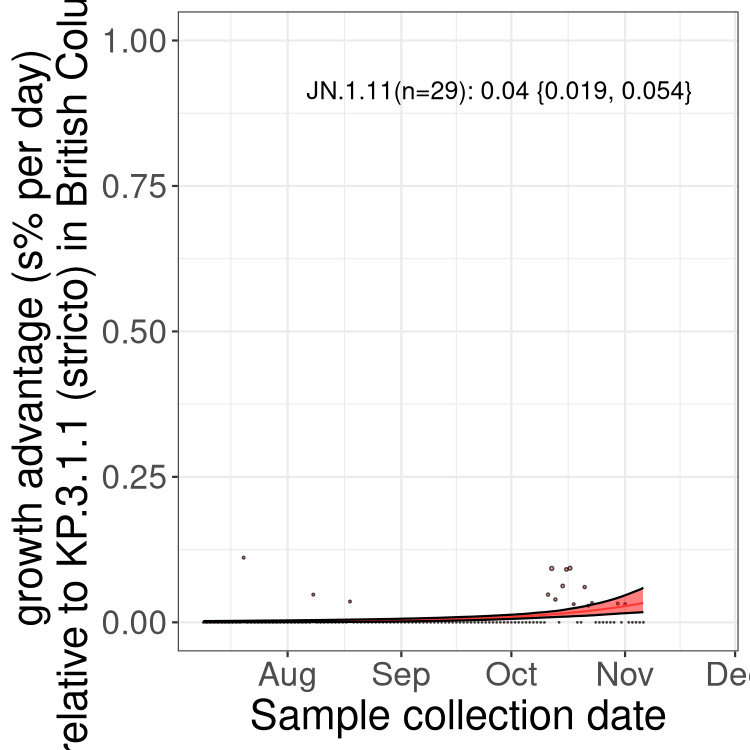 growth advantage (s% per day)
relative to KP.3.1.1 (stricto) in British Colu
1.00
0.75
0.50
0.25
0.00
JN.1.11(n=29): 0.04 {0.019, 0.054}
Aug Sep Oct Nov De
Sample collection date